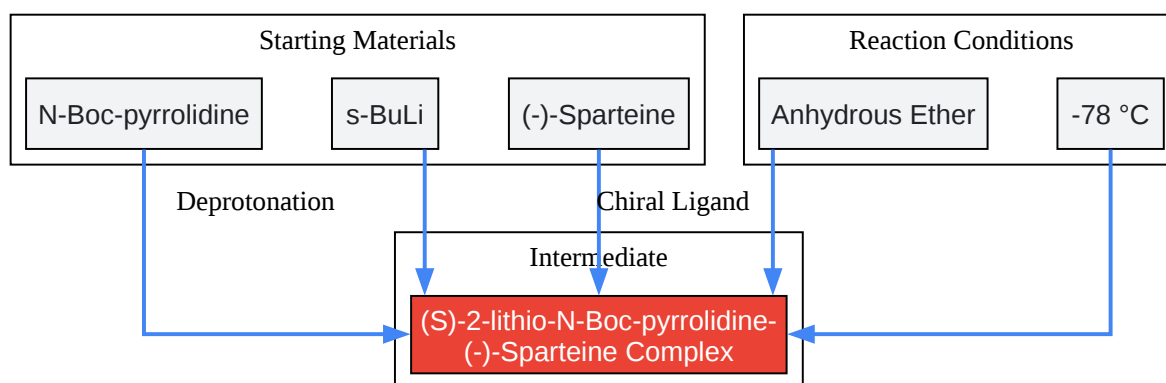 Starting Materials
Reaction Conditions
N-Boc-pyrrolidine
s-BuLi
(-)-Sparteine
Anhydrous Ether
-78 °C
Deprotonation
Chiral Ligand
Intermediate
(S)-2-lithio-N-Boc-pyrrolidine-
(-)-Sparteine Complex